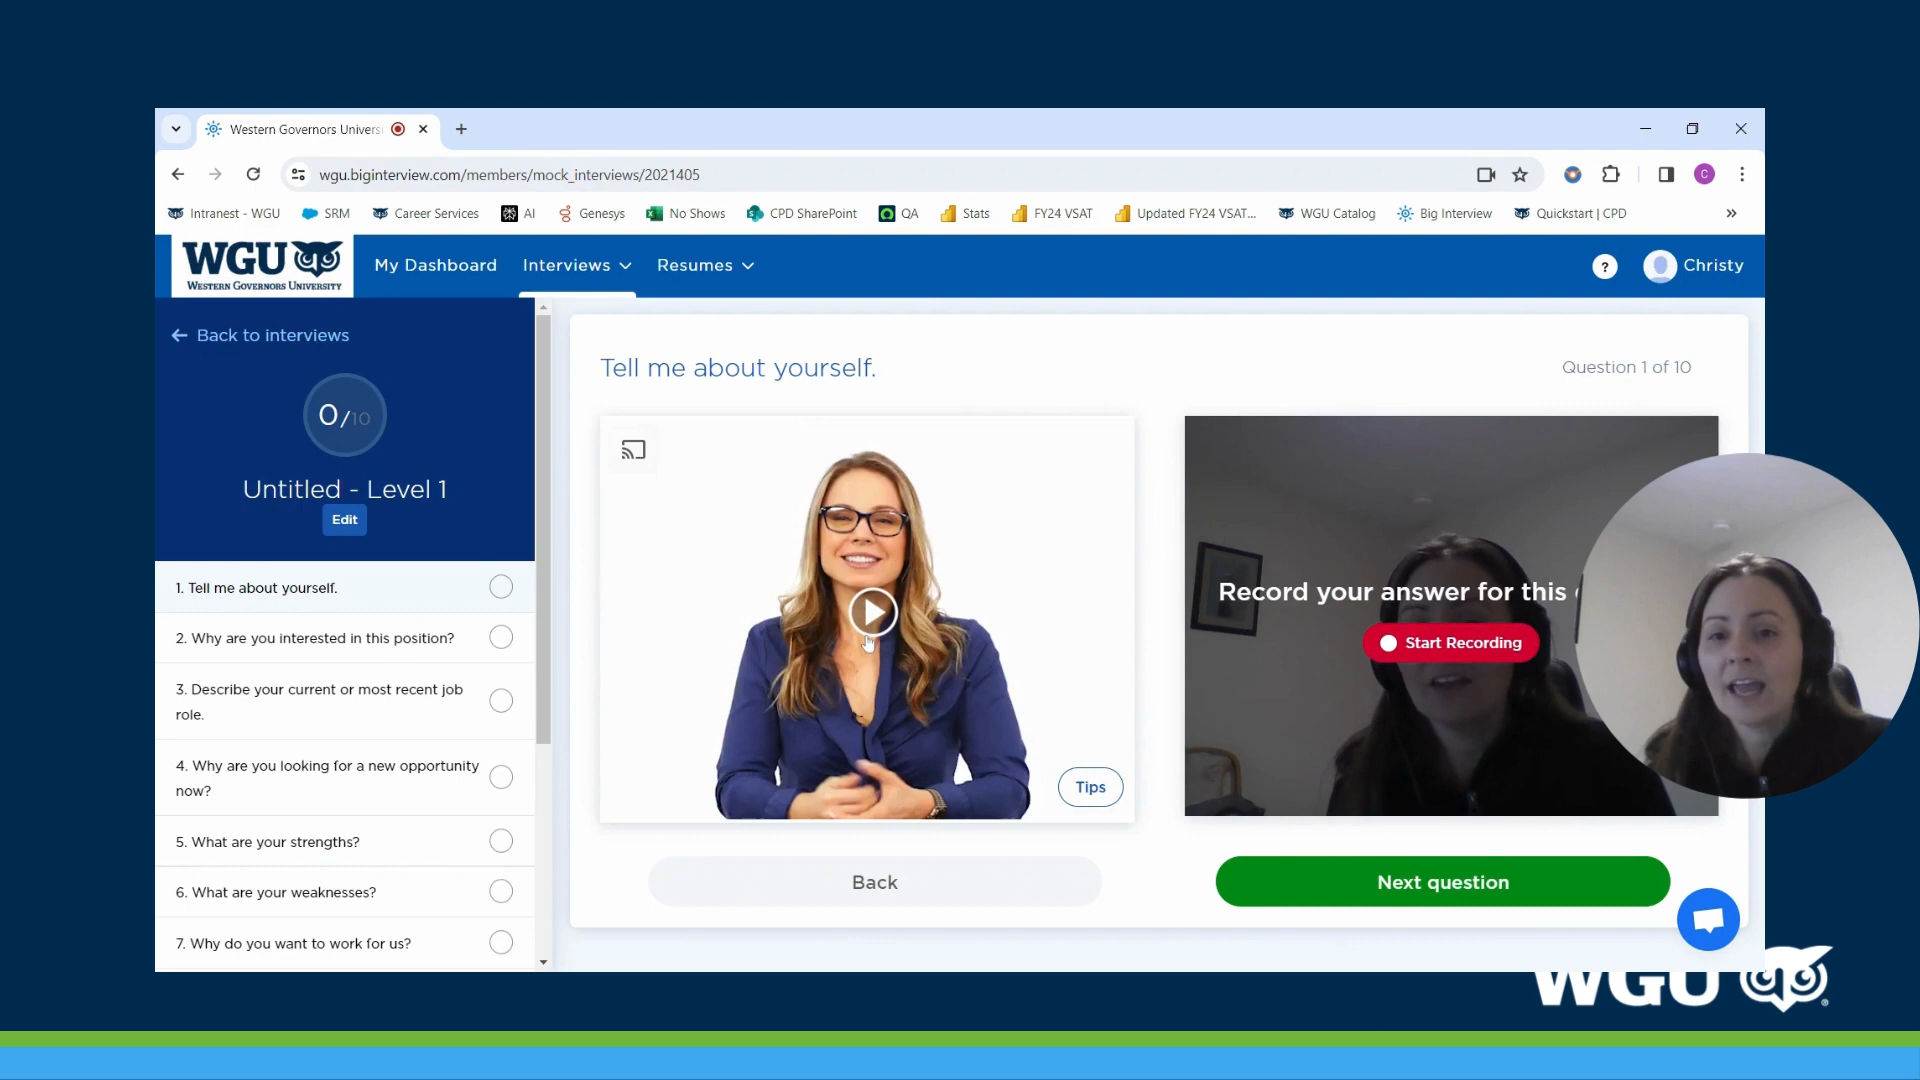 Western Governors Universi
wgu.biginterview.com/members/mock_interviews/2021405
C
Intranest - WGU
SRM
Career Services
AI
Genesys
No Shows
CPD SharePoint
QA
Stats
FY24 VSAT
Updated FY24 VSAT...
WGU Catalog
Big Interview
Quickstart | CPD
WGU
WESTERN GOVERNORS UNIVERSITY
My Dashboard
Interviews
Resumes
?
Christy
Back to interviews
0/10
Untitled - Level 1
Edit
1. Tell me about yourself.
2. Why are you interested in this position?
3. Describe your current or most recent job
role.
4. Why are you looking for a new opportunity
now?
5. What are your strengths?
6. What are your weaknesses?
7. Why do you want to work for us?
Tell me about yourself.
Question 1 of 10
Tips
Record your answer for this
Start Recording
Back
Next question
WGU